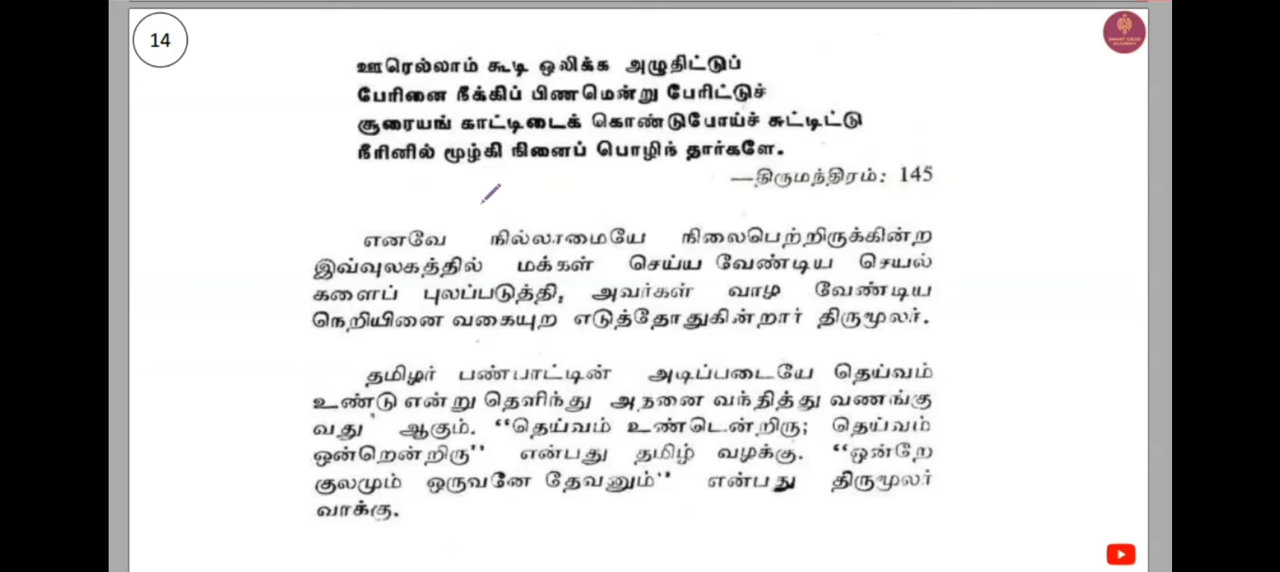 14
ஊரெல்லாம் கூடி ஒலிக்க அழுதிட்டுப்
பேரினை நீக்கிப் பிணமென்று பேரிட்டுச்
சூரையங் காட்டிடைக் கொண்டுபோய்ச் சுட்டிட்டு
நீரினில் மூழ்கி நினைப் பொழிந் தார்களே.
—திருமந்திரம்: 145
எனவே நில்லாமையே நிலைபெற்றிருக்கின்ற
இவ்வுலகத்தில் மக்கள் செய்ய வேண்டிய செயல்
களைப் புலப்படுத்தி, அவர்கள் வாழ வேண்டிய
நெறியினை வகையுற எடுத்தோதுகின்றார் திருமூலர்.
தமிழர் பண்பாட்டின் அடிப்படையே தெய்வம்
உண்டு என்று தெளிந்து அதனை வந்தித்து வணங்கு
வது ஆகும். “தெய்வம் உண்டென்றிரு; தெய்வம்
ஒன்றென்றிரு” என்பது தமிழ் வழக்கு. “ஒன்றே
குலமும் ஒருவனே தேவனும்” என்பது திருமூலர்
வாக்கு.